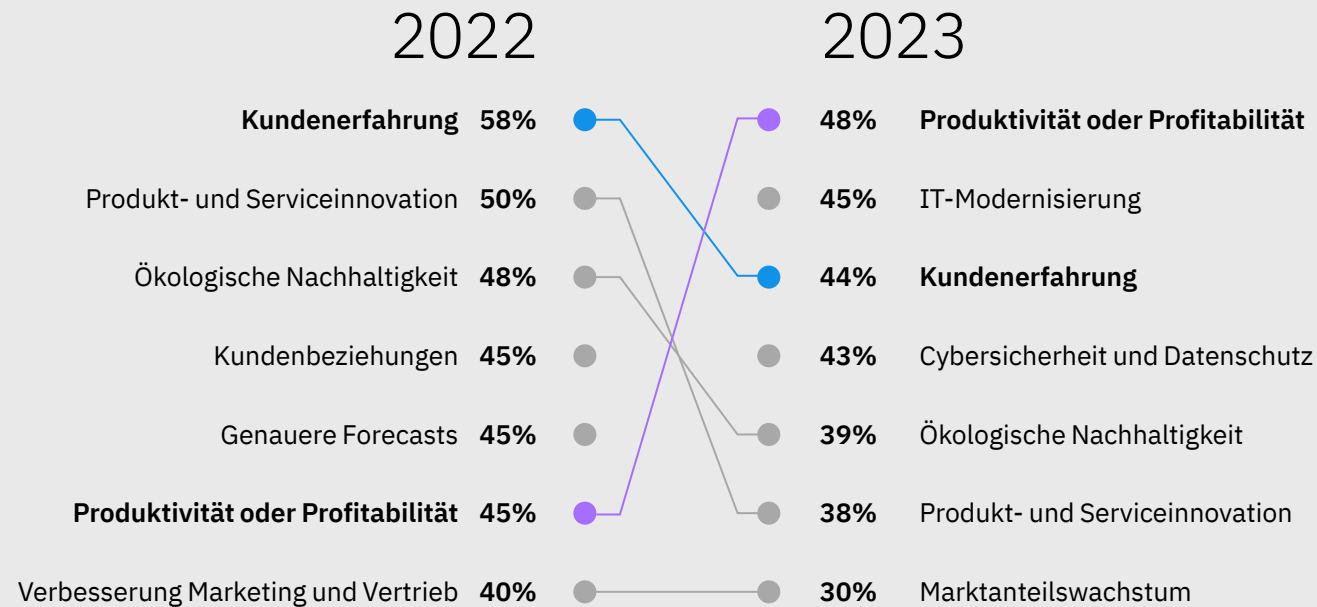 2022 2023
Kundenerfahrung 58% 48% Produktivität oder Profitabilität
Produkt- und Serviceinnovation 50% 45% IT-Modernisierung
Ökologische Nachhaltigkeit 48% 44% Kundenerfahrung
Kundenbeziehungen 45% 43% Cybersicherheit und Datenschutz
Genauere Forecasts 45% 39% Ökologische Nachhaltigkeit
Produktivität oder Profitabilität 45% 38% Produkt- und Serviceinnovation
Verbesserung Marketing und Vertrieb 40% 30% Marktanteilswachstum